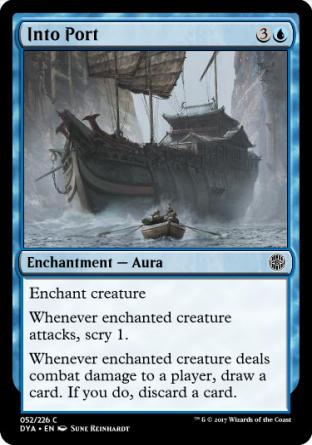 Into Port 3
Enchantment — Aura
Enchant creature
Whenever enchanted creature
attacks, scry 1.
Whenever enchanted creature deals
combat damage to a player, draw a
card. If you do, discard a card.
052/226 C
DYA • EN SUNE REINHARDT
™ & © 2017 Wizards of the Coast